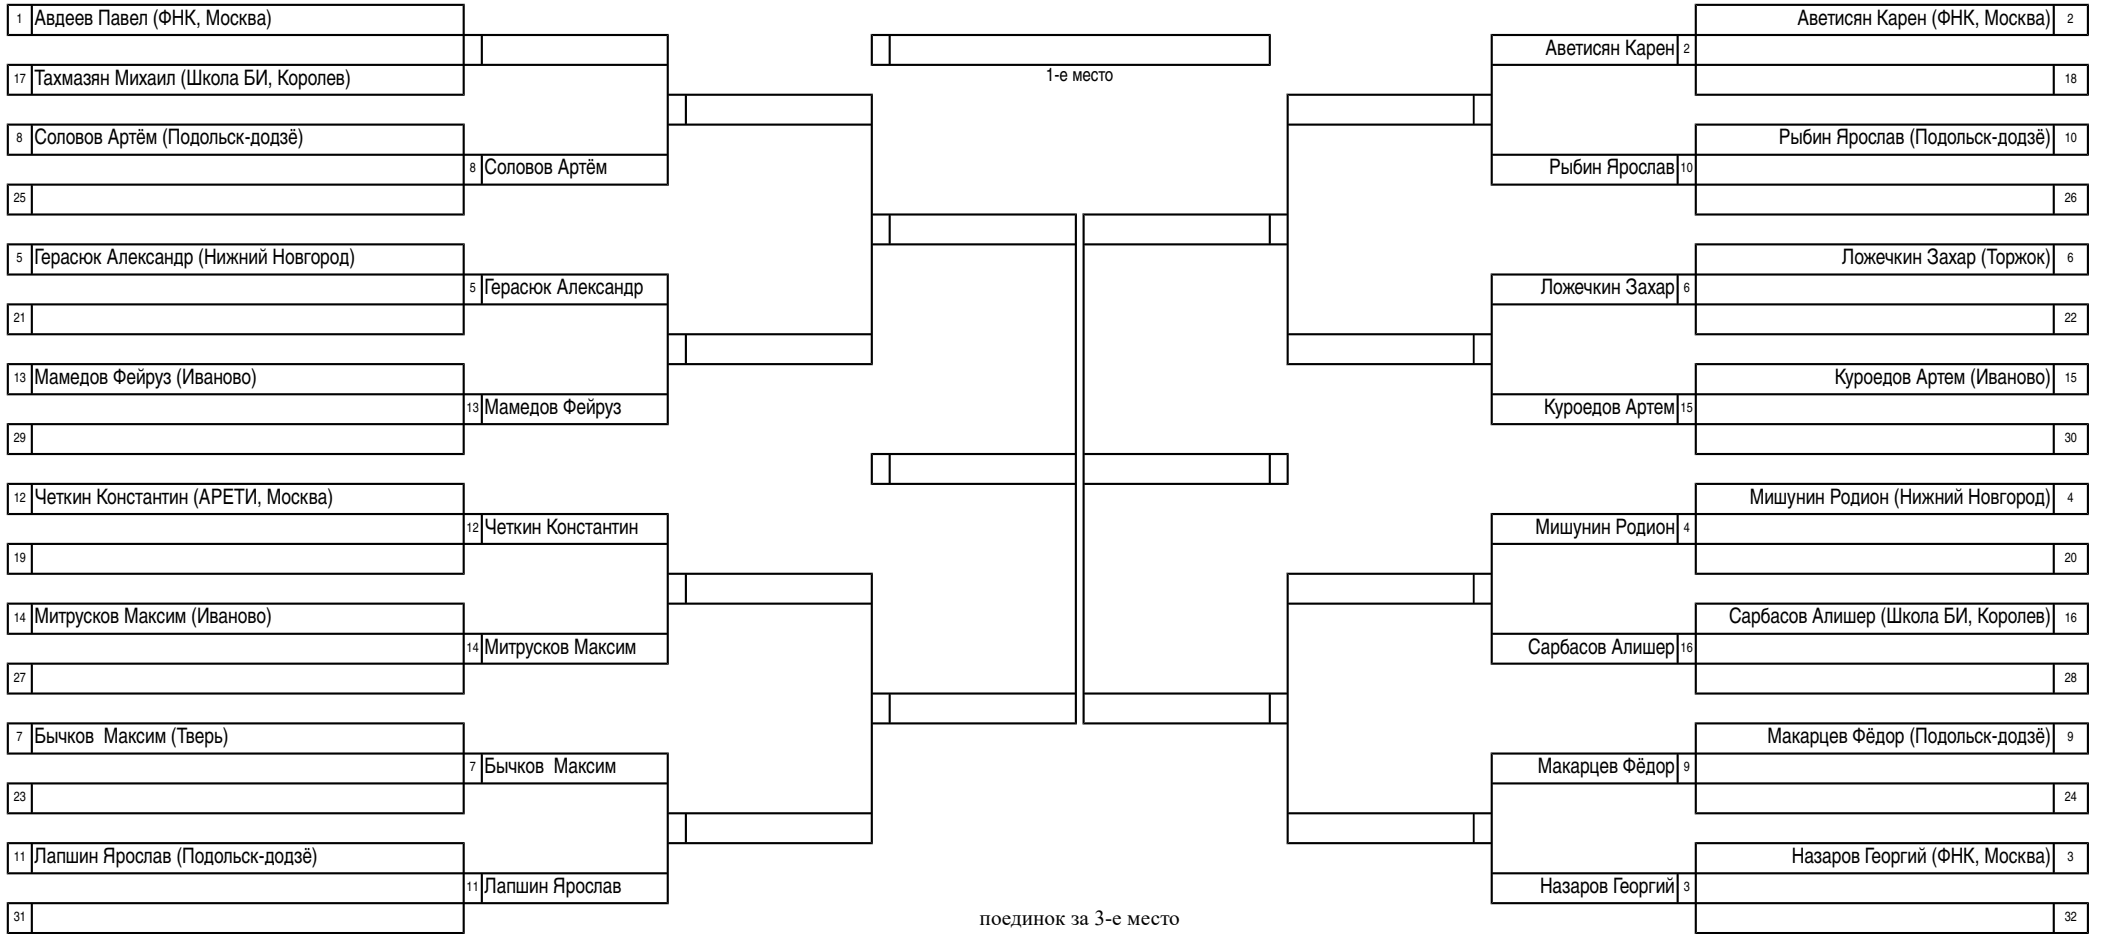 1 Авдеев Павел (ФНК, Москва)
17 Тахмазян Михаил (Школа БИ, Королев)
8 Соловов Артём (Подольск-додзё)
8 Соловов Артём
25
5 Герасюк Александр (Нижний Новгород)
5 Герасюк Александр
21
13 Мамедов Фейруз (Иваново)
13 Мамедов Фейруз
29
12 Четкин Константин (АРЕТИ, Москва)
12 Четкин Константин
19
14 Митрусков Максим (Иваново)
14 Митрусков Максим
27
7 Бычков  Максим (Тверь)
7 Бычков  Максим
23
11 Лапшин Ярослав (Подольск-додзё)
11 Лапшин Ярослав
31
1-е место
поединок за 3-е место
Аветисян Карен (ФНК, Москва) 2
Аветисян Карен 2
18
Рыбин Ярослав (Подольск-додзё) 10
Рыбин Ярослав 10
26
Ложечкин Захар (Торжок) 6
Ложечкин Захар 6
22
Куроедов Артем (Иваново) 15
Куроедов Артем 15
30
Мишунин Родион (Нижний Новгород) 4
Мишунин Родион 4
20
Сарбасов Алишер (Школа БИ, Королев) 16
Сарбасов Алишер 16
28
Макарцев Фёдор (Подольск-додзё) 9
Макарцев Фёдор 9
24
Назаров Георгий (ФНК, Москва) 3
Назаров Георгий 3
32